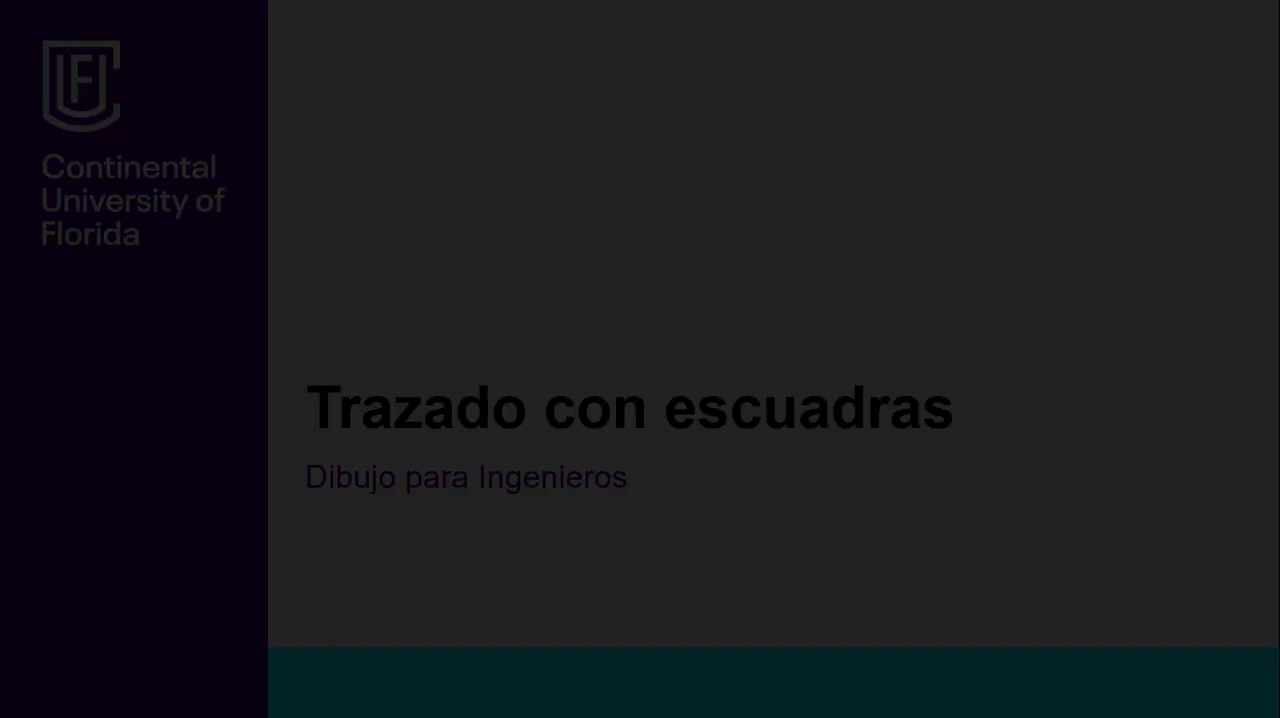 Continental
University of
Florida
Trazado con escuadras
Dibujo para Ingenieros